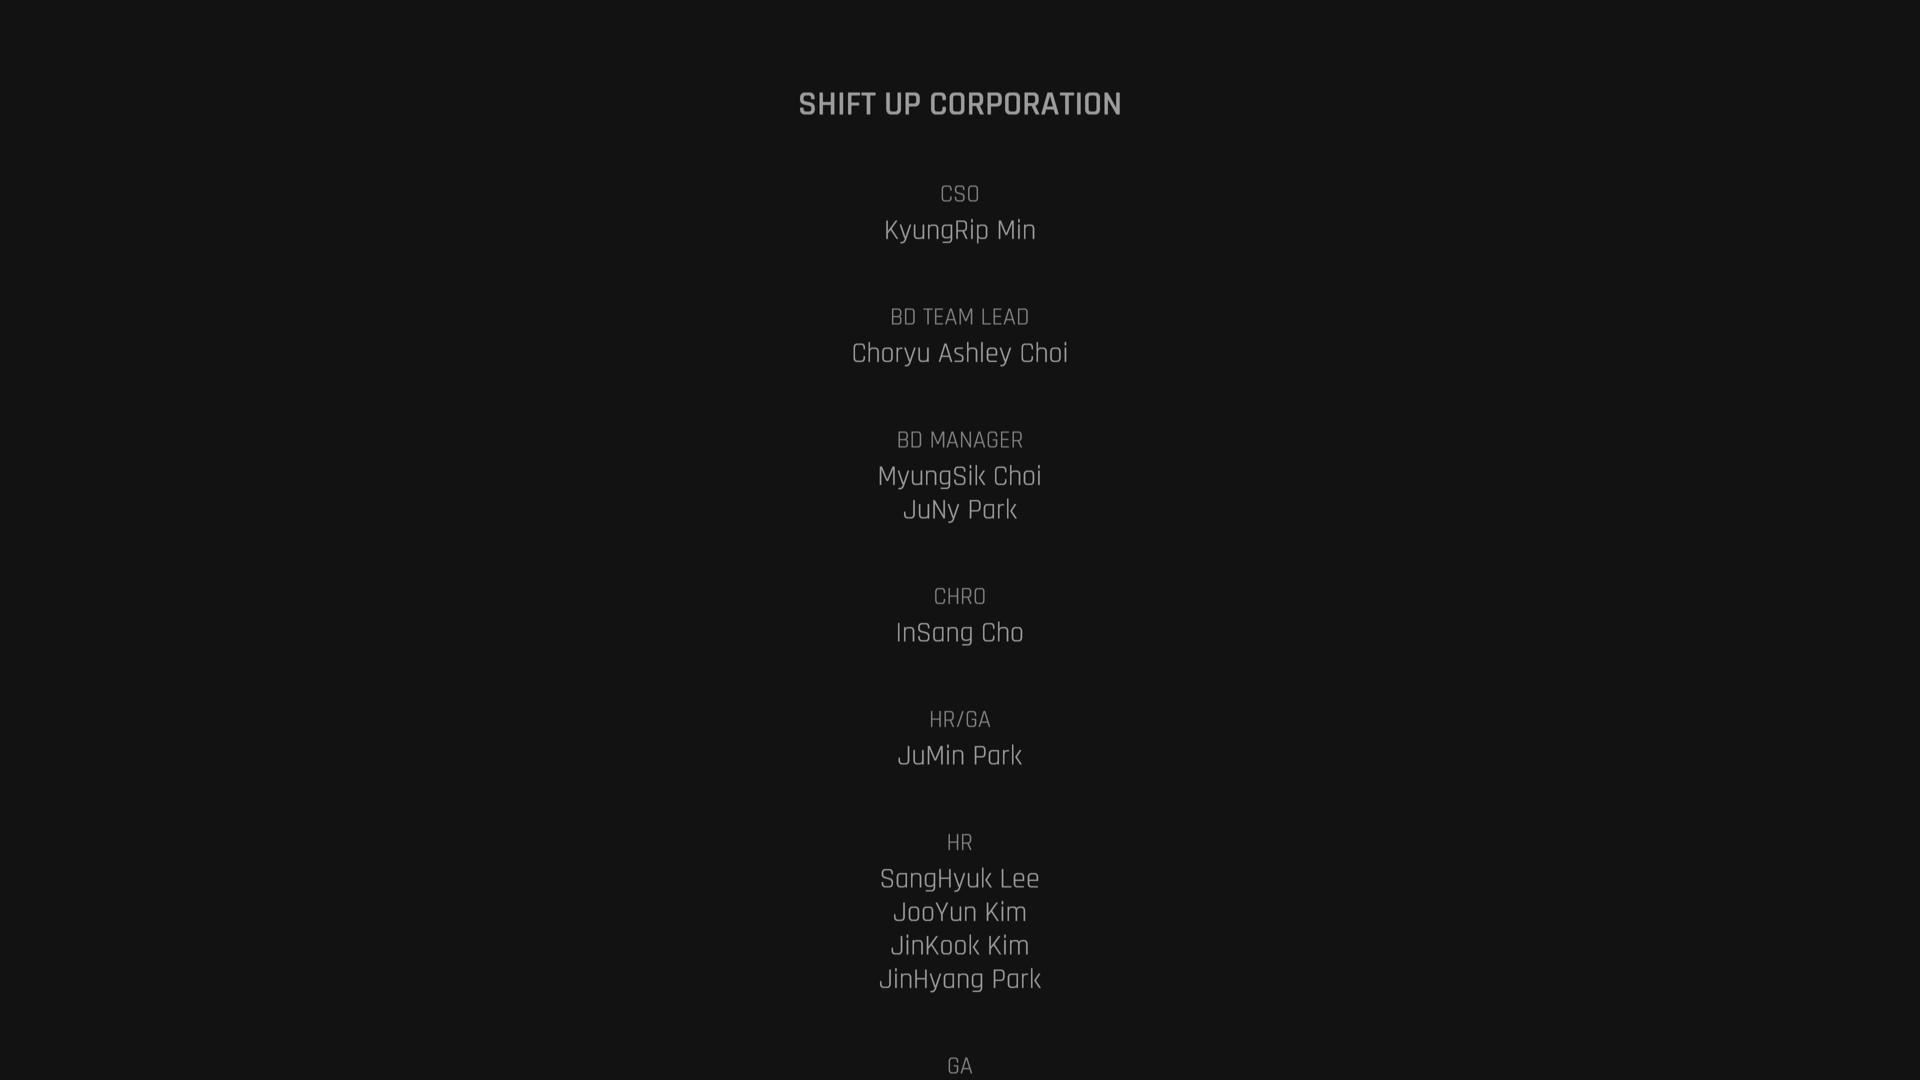 SHIFT UP CORPORATION
CSO
KyungRip Min
BD TEAM LEAD
Choryu Ashley Choi
BD MANAGER
MyungSik Choi
JuNy Park
CHRO
InSang Cho
HR/GA
JuMin Park
HR
SangHyuk Lee
JooYun Kim
JinKook Kim
JinHyang Park
GA